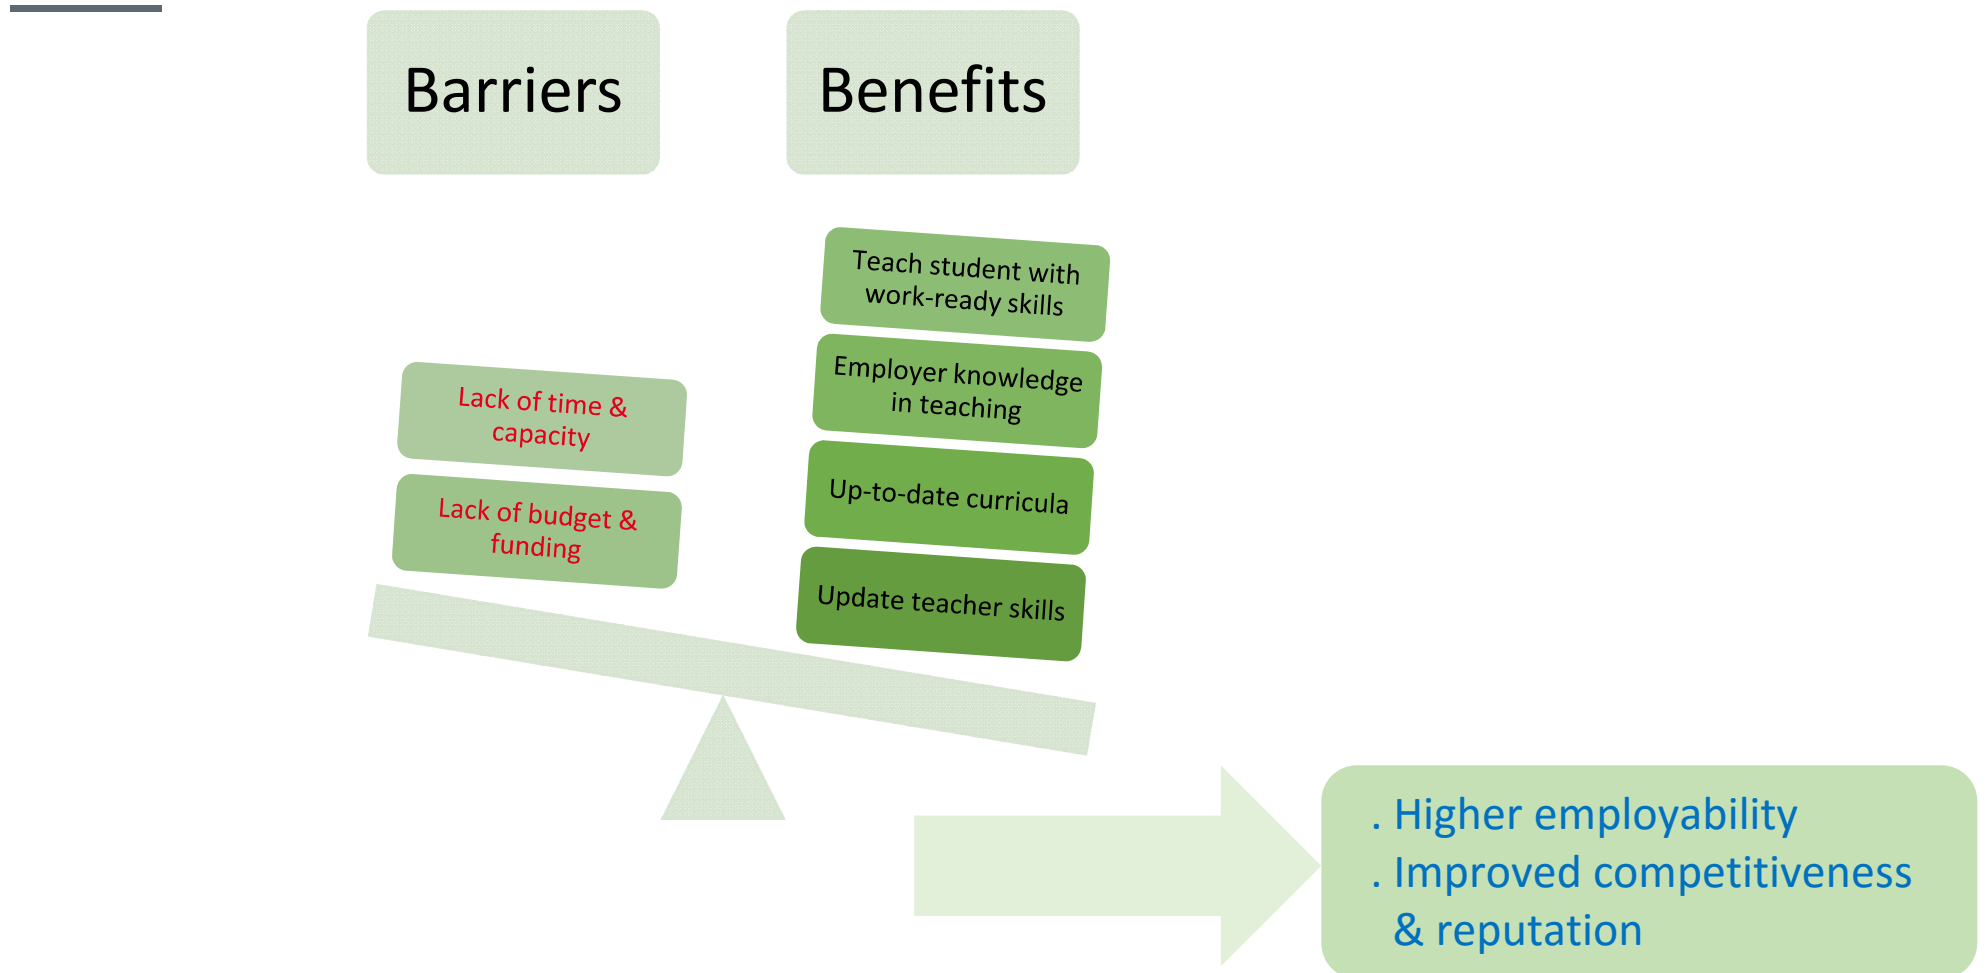 Barriers
Benefits
Lack of time &
capacity
Lack of budget &
funding
Teach student with
work-ready skills
Employer knowledge
in teaching
Up-to-date curricula
Update teacher skills
. Higher employability
. Improved competitiveness
& reputation